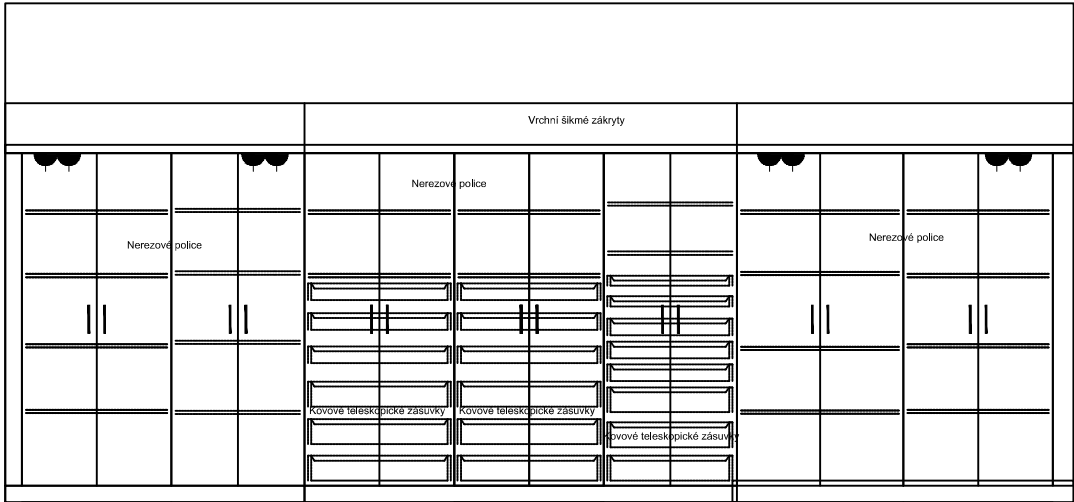 Vrchní šikmé zákryty
Nerezové police
Nerezové police
Nerezové police
Kovové teleskopické zásuvky
Kovové teleskopické zásuvky
Kovové teleskopické zásuvky